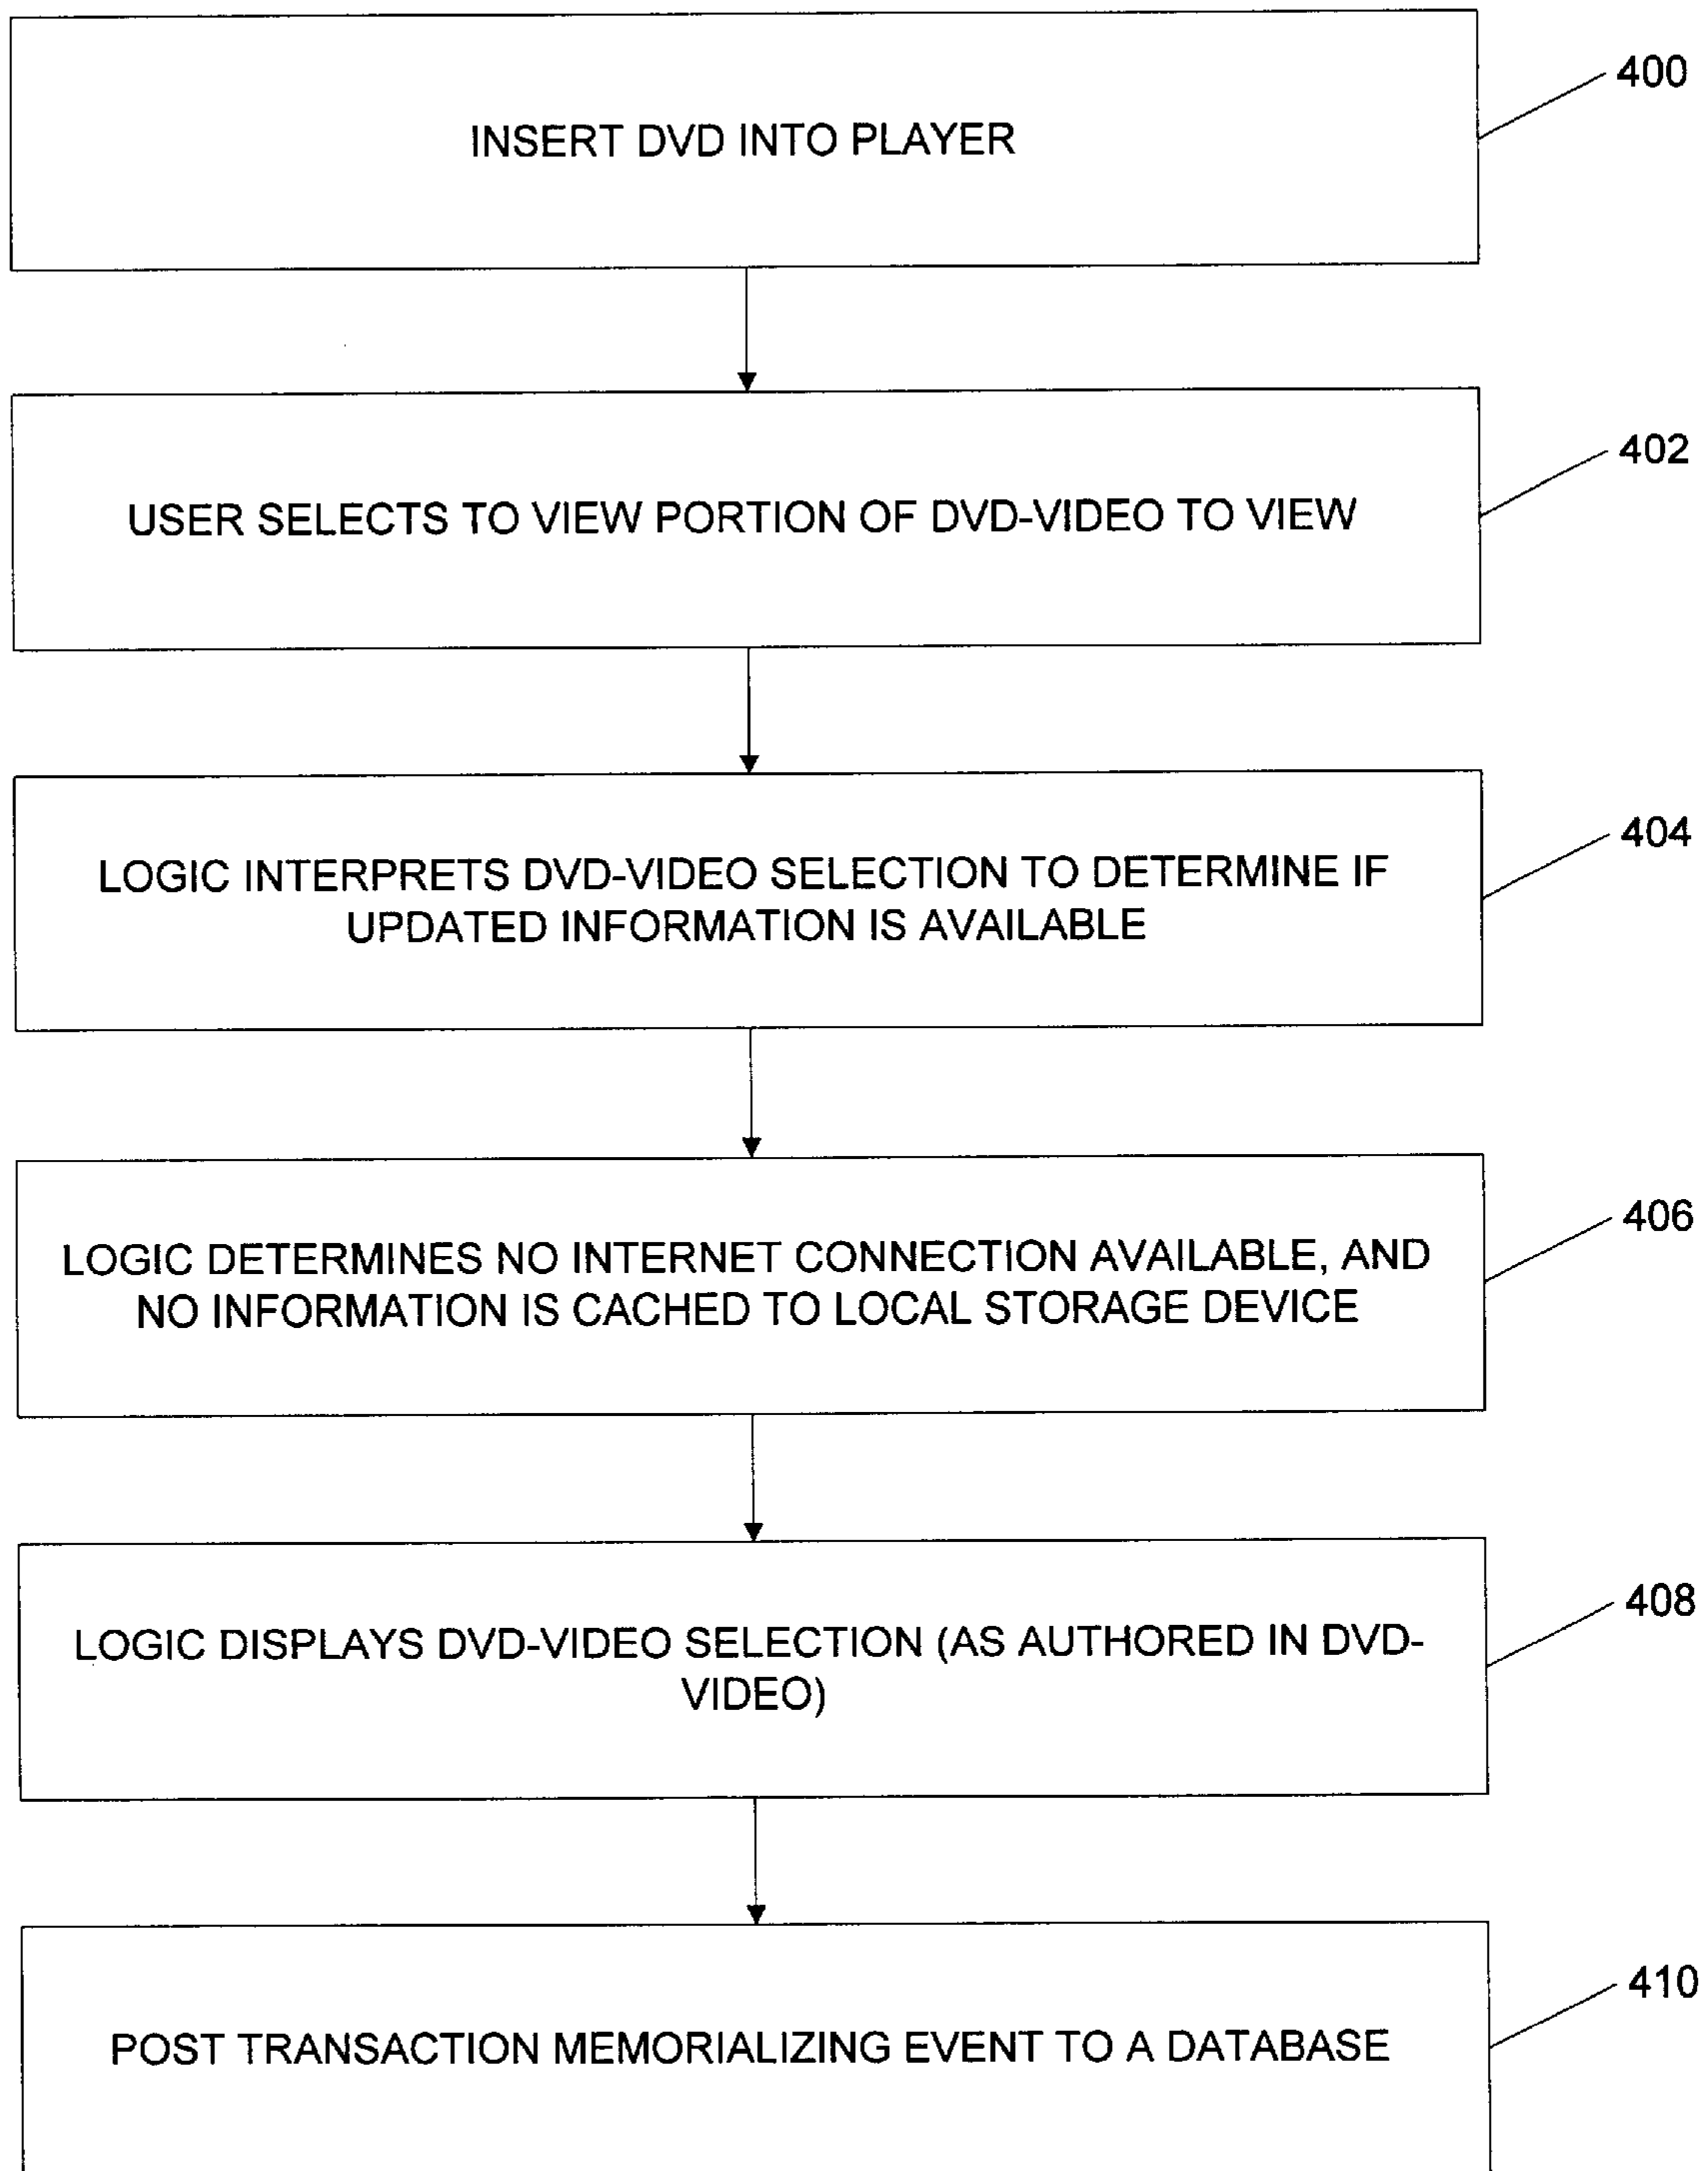 INSERT DVD INTO PLAYER
400
USER SELECTS TO VIEW PORTION OF DVD-VIDEO TO VIEW
402
LOGIC INTERPRETS DVD-VIDEO SELECTION TO DETERMINE IF
UPDATED INFORMATION IS AVAILABLE
404
LOGIC DETERMINES NO INTERNET CONNECTION AVAILABLE, AND
NO INFORMATION IS CACHED TO LOCAL STORAGE DEVICE
406
LOGIC DISPLAYS DVD-VIDEO SELECTION (AS AUTHORED IN DVD-
VIDEO)
408
POST TRANSACTION MEMORIALIZING EVENT TO A DATABASE
410